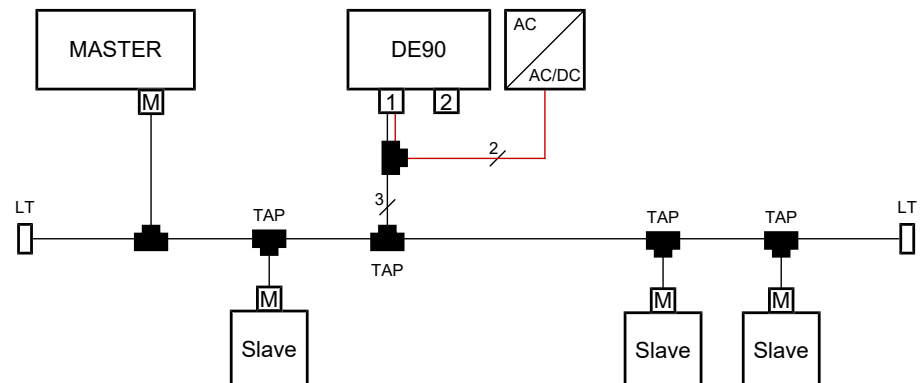 MASTER
DE90
AC
AC/DC
M
1
2
2
3
LT
TAP
TAP
TAP
TAP
LT
M
M
M
Slave
Slave
Slave